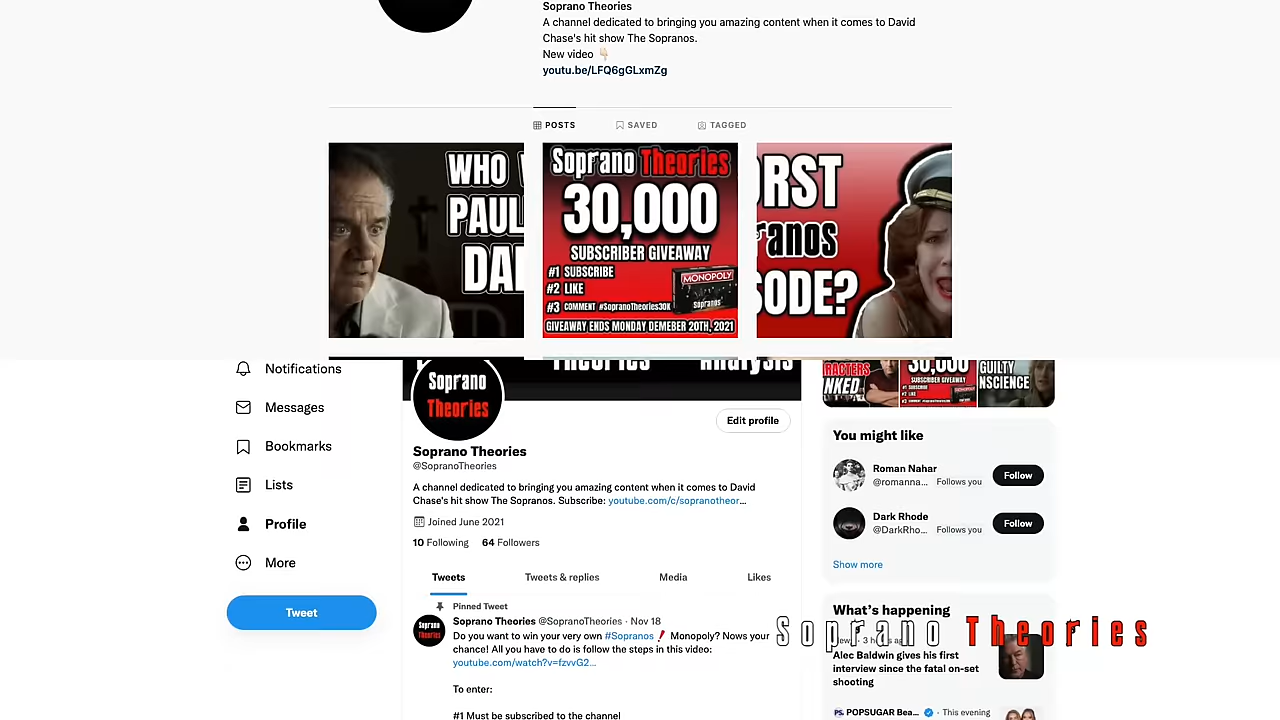 Soprano Theories
A channel dedicated to bringing you amazing content when it comes to David
Chase's hit show The Sopranos.
New video 👇🏻
youtu.be/LFQ6gGLxmZg
POSTS
SAVED
TAGGED
WHO
PAUL
DA
Soprano Theories
30,000
SUBSCRIBER GIVEAWAY
#1 SUBSCRIBE
#2 LIKE
#3 COMMENT #SopranoTheories30K
MONOPOLY
Sopranos
GIVEAWAY ENDS MONDAY DEMEBER 20TH, 2021
RST
ranos
SODE?
Notifications
Messages
Bookmarks
Lists
Profile
More
Tweet
Theories
Analysis
Soprano
Theories
Edit profile
Soprano Theories
@SopranoTheories
A channel dedicated to bringing you amazing content when it comes to David
Chase's hit show The Sopranos. Subscribe: youtube.com/c/sopranotheor...
Joined June 2021
10 Following 64 Followers
Tweets
Tweets & replies
Media
Likes
Pinned Tweet
Soprano Theories @SopranoTheories · Nov 18
Do you want to win your very own #Sopranos Monopoly? Nows your
chance! All you have to do is follow the steps in this video:
youtube.com/watch?v=fzvvG2...
To enter:
#1 Must be subscribed to the channel
RACTERS
NKED
30,000
SUBSCRIBER GIVEAWAY
GUILTY
NSCIENCE
You might like
Roman Nahar
@romanna... Follows you
Follow
Dark Rhode
@DarkRho... Follows you
Follow
Show more
What's happening
Soprano Theories
Alec Baldwin gives his first
interview since the fatal on-set
shooting
POPSUGAR Bea... · This evening